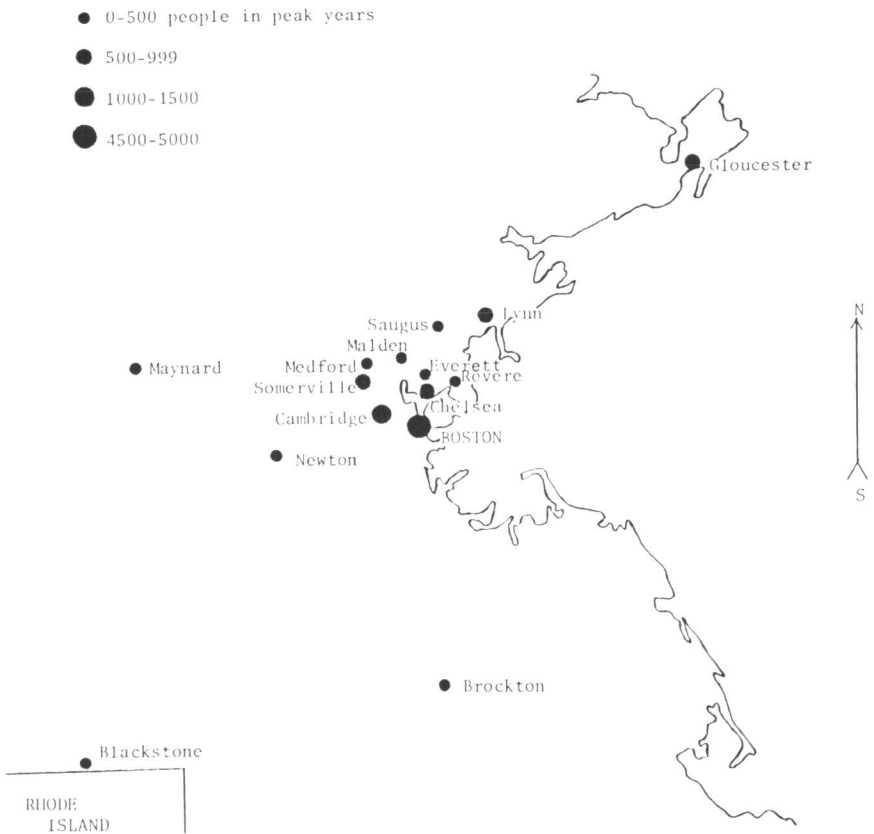 0-500 people in peak years
500-999
1000-1500
4500-5000
Gloucester
N
Lynn
Saugus
Malden
Maynard
Medford
Everett
Revere
Somerville
Chelsea
Cambridge
BOSTON
Newton
S
Brockton
Blackstone
RHODE
ISLAND